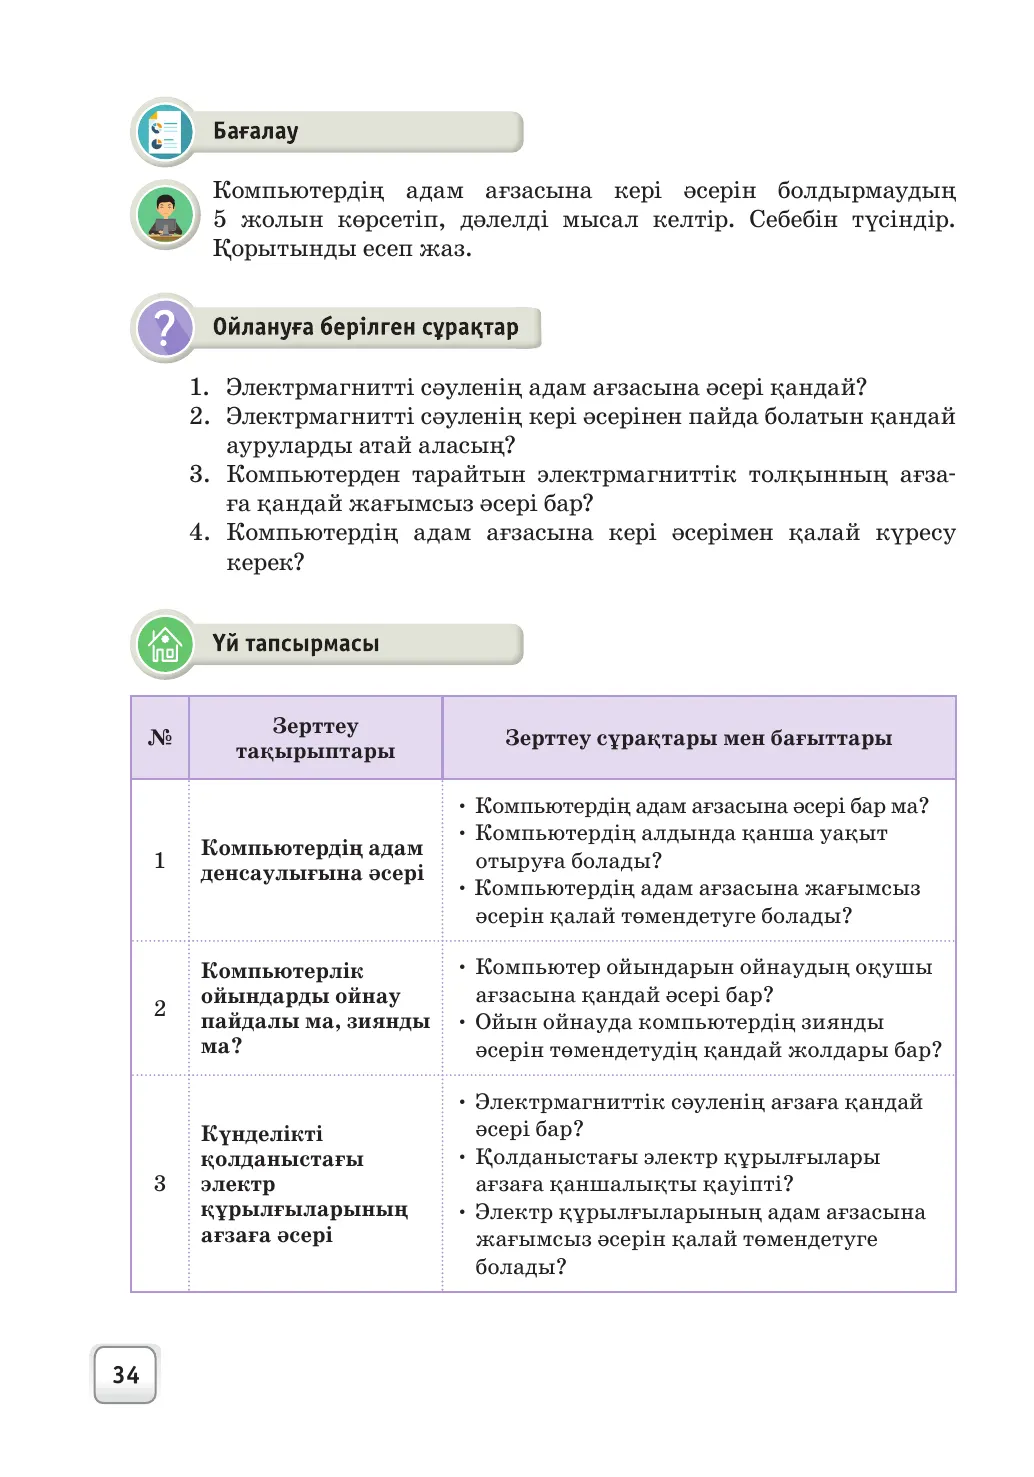 Бағалау
Компьютердің адам ағзасына кері әсерін болдырмаудың
5 жолын көрсетіп, дәлелді мысал келтір. Себебін түсіндір.
Қорытынды есеп жаз.
Ойлануға берілген сұрақтар
1. Электрмагнитті сәуленің адам ағзасына әсері қандай?
2. Электрмагнитті сәуленің кері әсерінен пайда болатын қандай
ауруларды атай аласың?
3. Компьютерден тарайтын электрмагниттік толқынның ағза-
ға қандай жағымсыз әсері бар?
4. Компьютердің адам ағзасына кері әсерімен қалай күресу
керек?
Үй тапсырмасы
№
Зерттеу
тақырыптары
Зерттеу сұрақтары мен бағыттары
1
Компьютердің адам
денсаулығына әсері
• Компьютердің адам ағзасына әсері бар ма?
• Компьютердің алдында қанша уақыт
отыруға болады?
• Компьютердің адам ағзасына жағымсыз
әсерін қалай төмендетуге болады?
2
Компьютерлік
ойындарды ойнау
пайдалы ма, зиянды
ма?
• Компьютер ойындарын ойнаудың оқушы
ағзасына қандай әсері бар?
• Ойын ойнауда компьютердің зиянды
әсерін төмендетудің қандай жолдары бар?
3
Күнделікті
қолданыстағы
электр
құрылғыларының
ағзаға әсері
• Электрмагниттік сәуленің ағзаға қандай
әсері бар?
• Қолданыстағы электр құрылғылары
ағзаға қаншалықты қауіпті?
• Электр құрылғыларының адам ағзасына
жағымсыз әсерін қалай төмендетуге
болады?
34